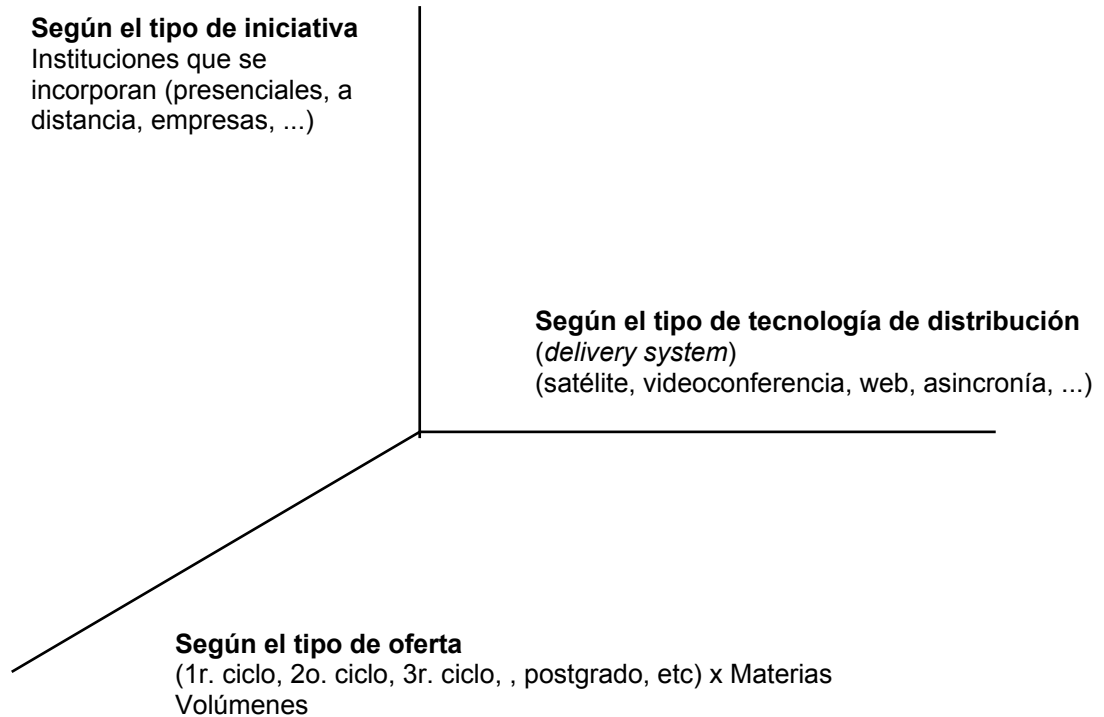 Según el tipo de iniciativa
Instituciones que se
incorporan (presenciales, a
distancia, empresas, ...)
Según el tipo de tecnología de distribución
(delivery system)
(satélite, videoconferencia, web, asincronía, ...)
Según el tipo de oferta
(1r. ciclo, 2o. ciclo, 3r. ciclo, , postgrado, etc) x Materias
Volúmenes